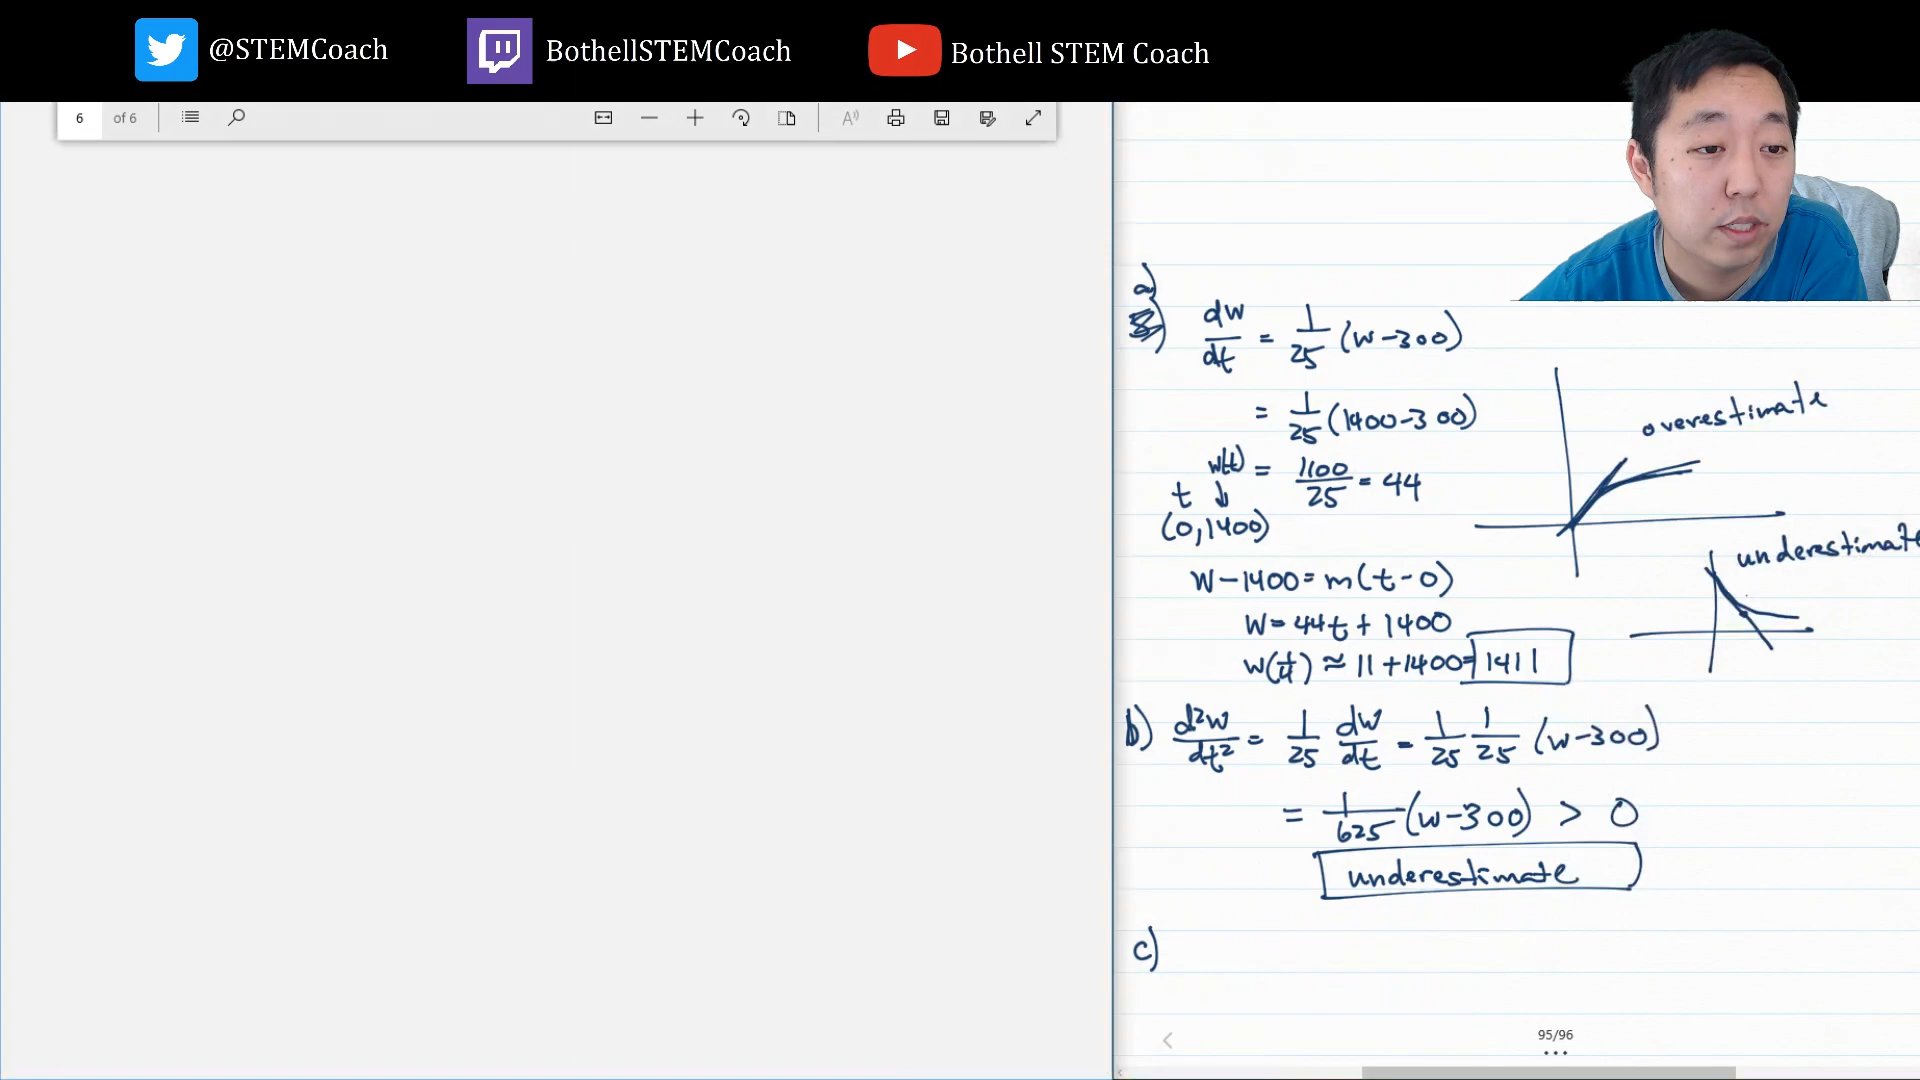 @STEMCoach
BothellSTEMCoach
Bothell STEM Coach
6 of 6
a)
dw/dt = 1/25 (w-300)
= 1/25 (1400-300)
w(t) = 1100/25 = 44
t
(0,1400)
w-1400=m(t-0)
w=44t+1400
w(1/4) ≈ 11+1400=1411
overestimate
underestimate
b) d²w/dt² = 1/25 dw/dt = 1/25 1/25 (w-300)
= 1/625 (w-300) > 0
underestimate
c)
95/96